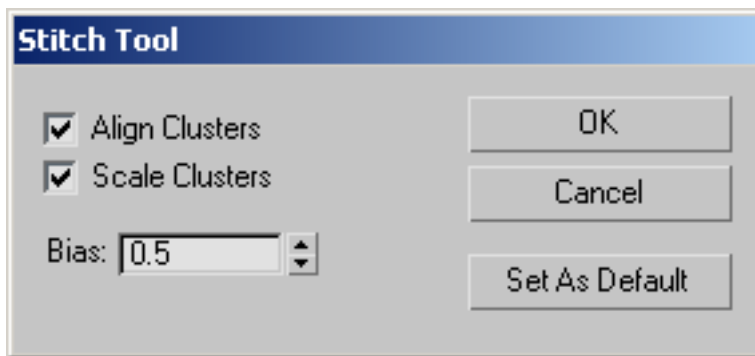 Stitch Tool
Align Clusters
Scale Clusters
Bias: 0.5
OK
Cancel
Set As Default